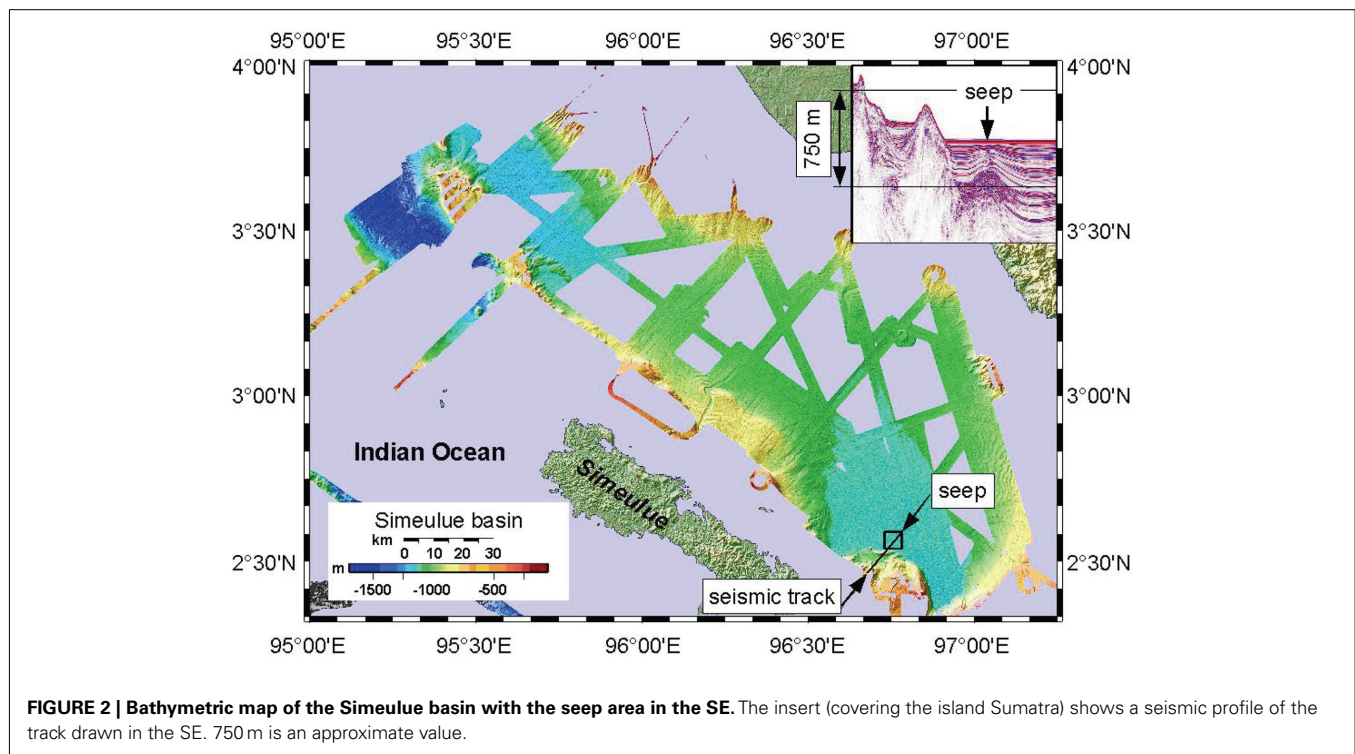 95°00'E 95°30'E 96°00'E 96°30'E 97°00'E
4°00'N 4°00'N
seep
750 m
3°30'N 3°30'N
3°00'N 3°00'N
Indian Ocean
Simeulue
seep
Simeulue basin
km 0 10 20 30
m
-1500 -1000 -500
2°30'N 2°30'N
seismic track
95°00'E 95°30'E 96°00'E 96°30'E 97°00'E
FIGURE 2 | Bathymetric map of the Simeulue basin with the seep area in the SE. The insert (covering the island Sumatra) shows a seismic profile of the
track drawn in the SE. 750 m is an approximate value.